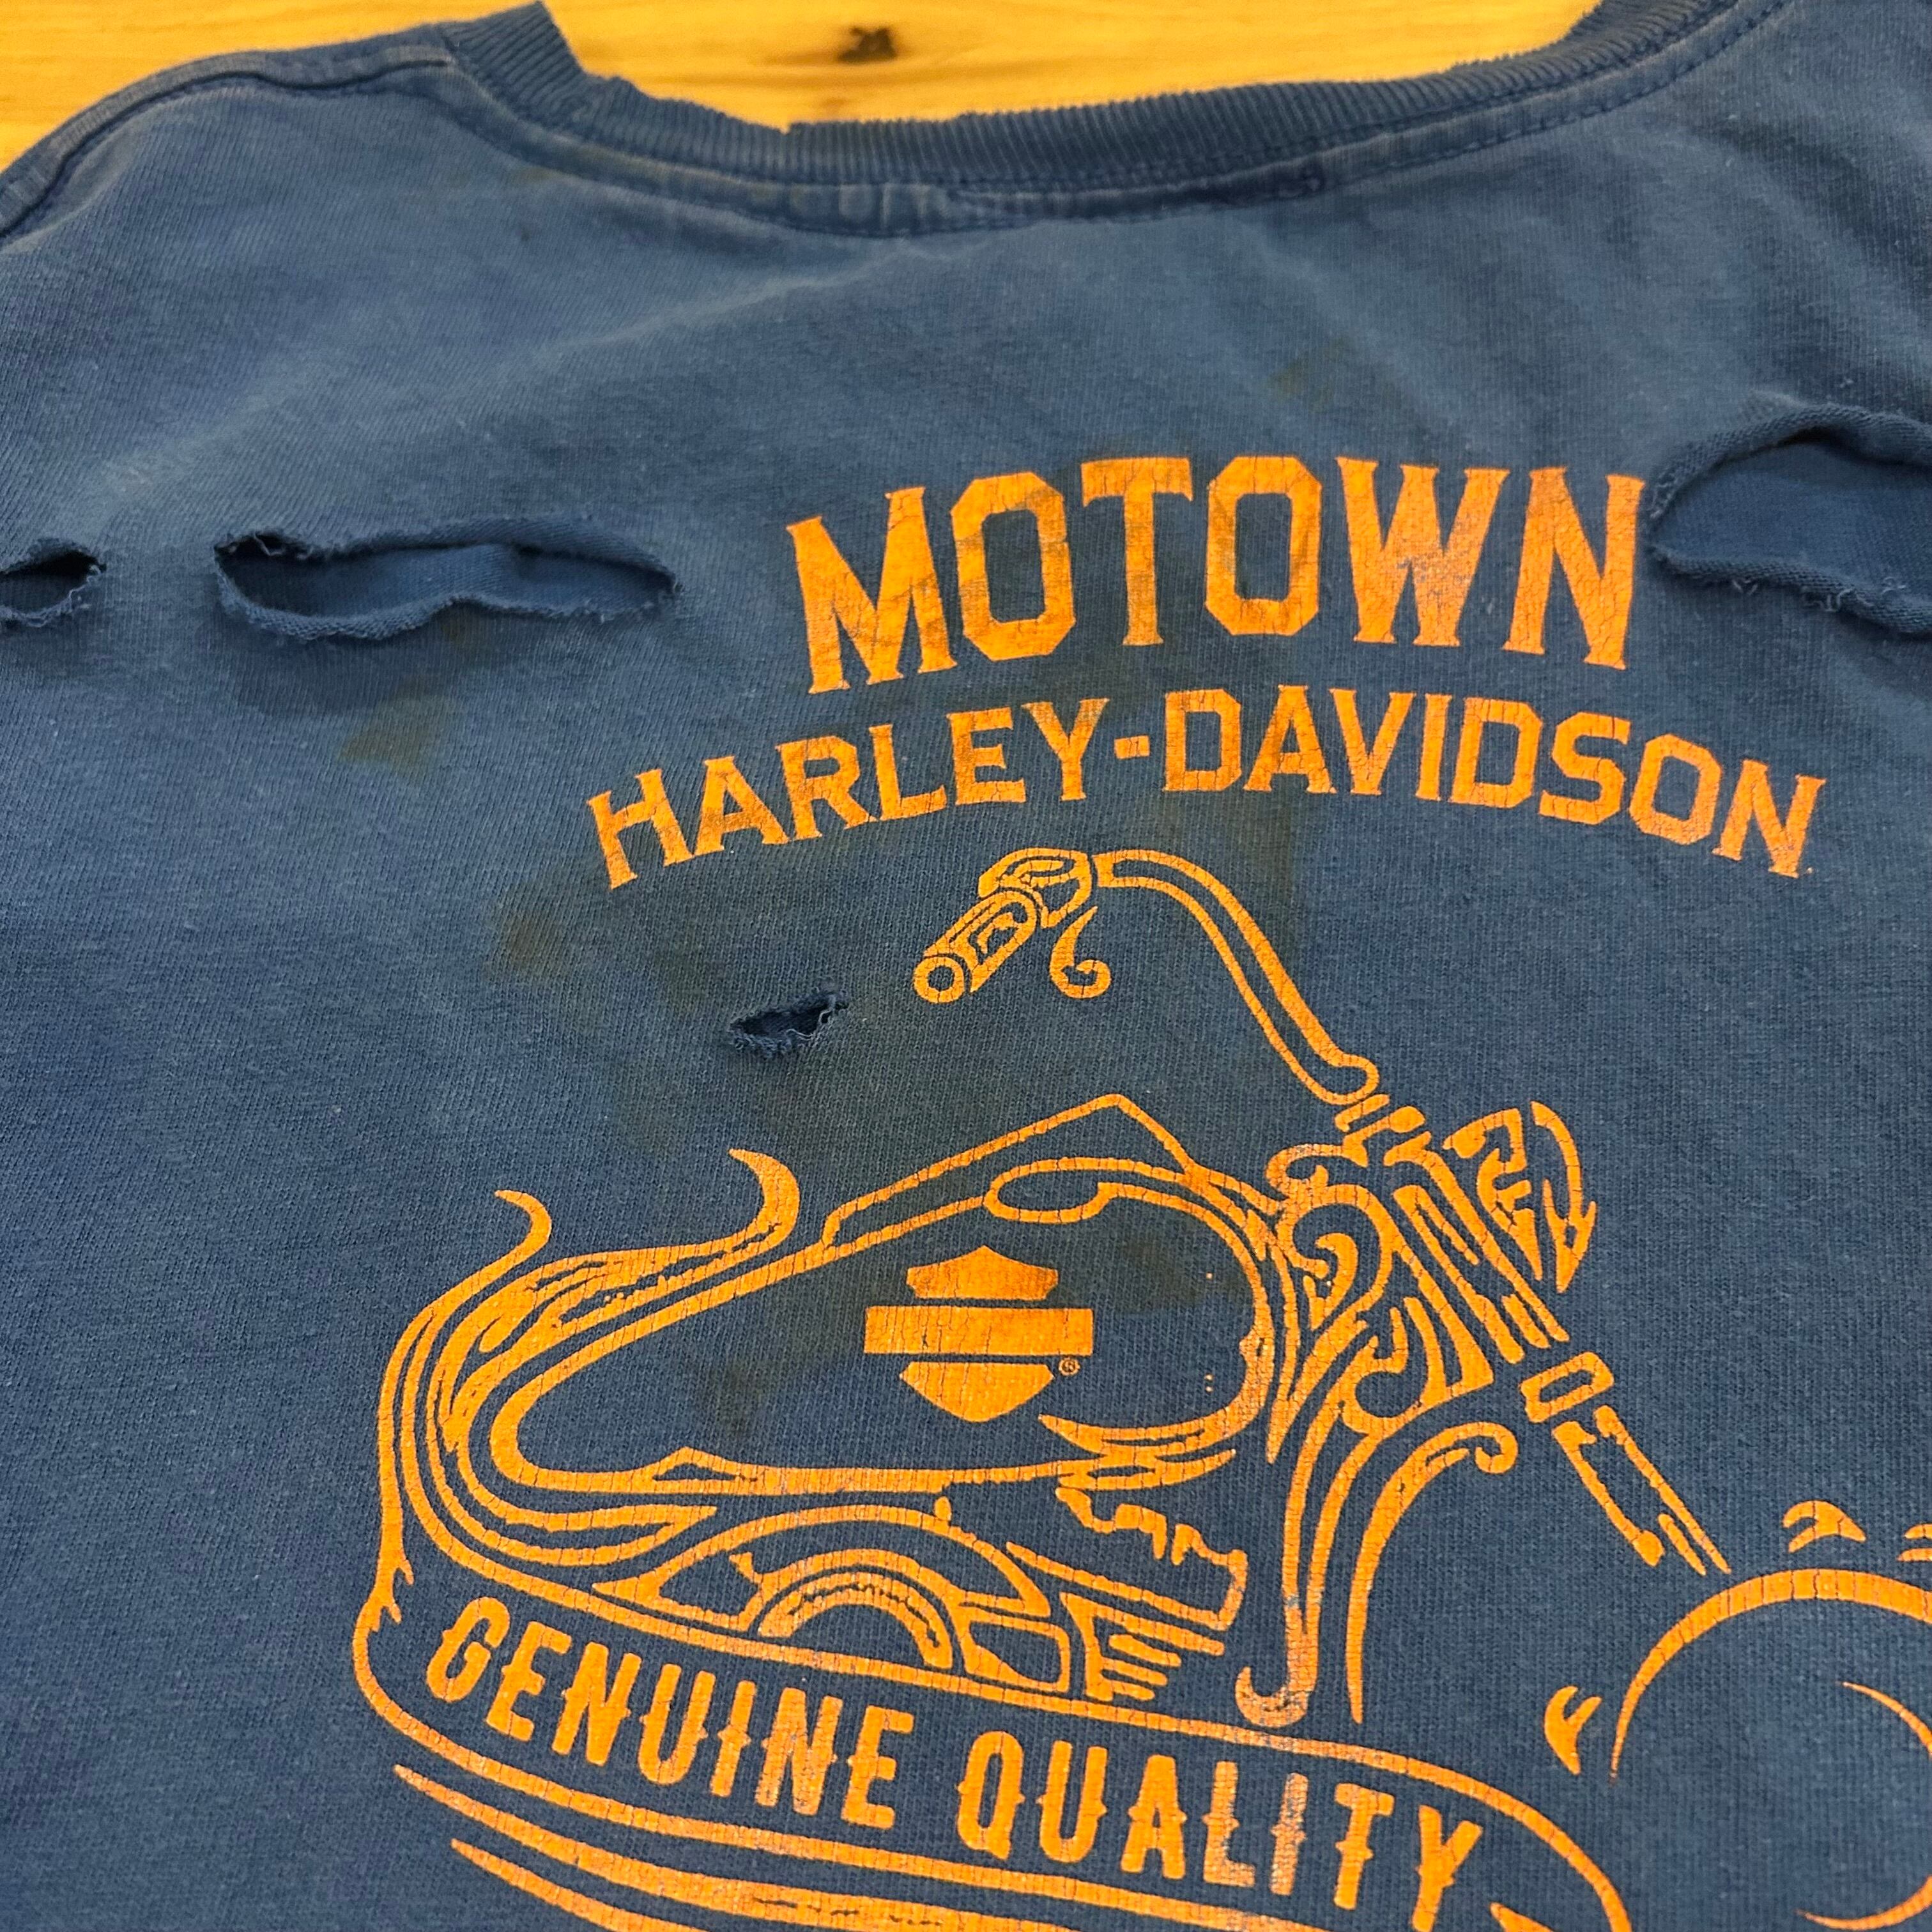 MOTOWN
HARLEY-DAVIDSON
®
GENUINE QUALITY